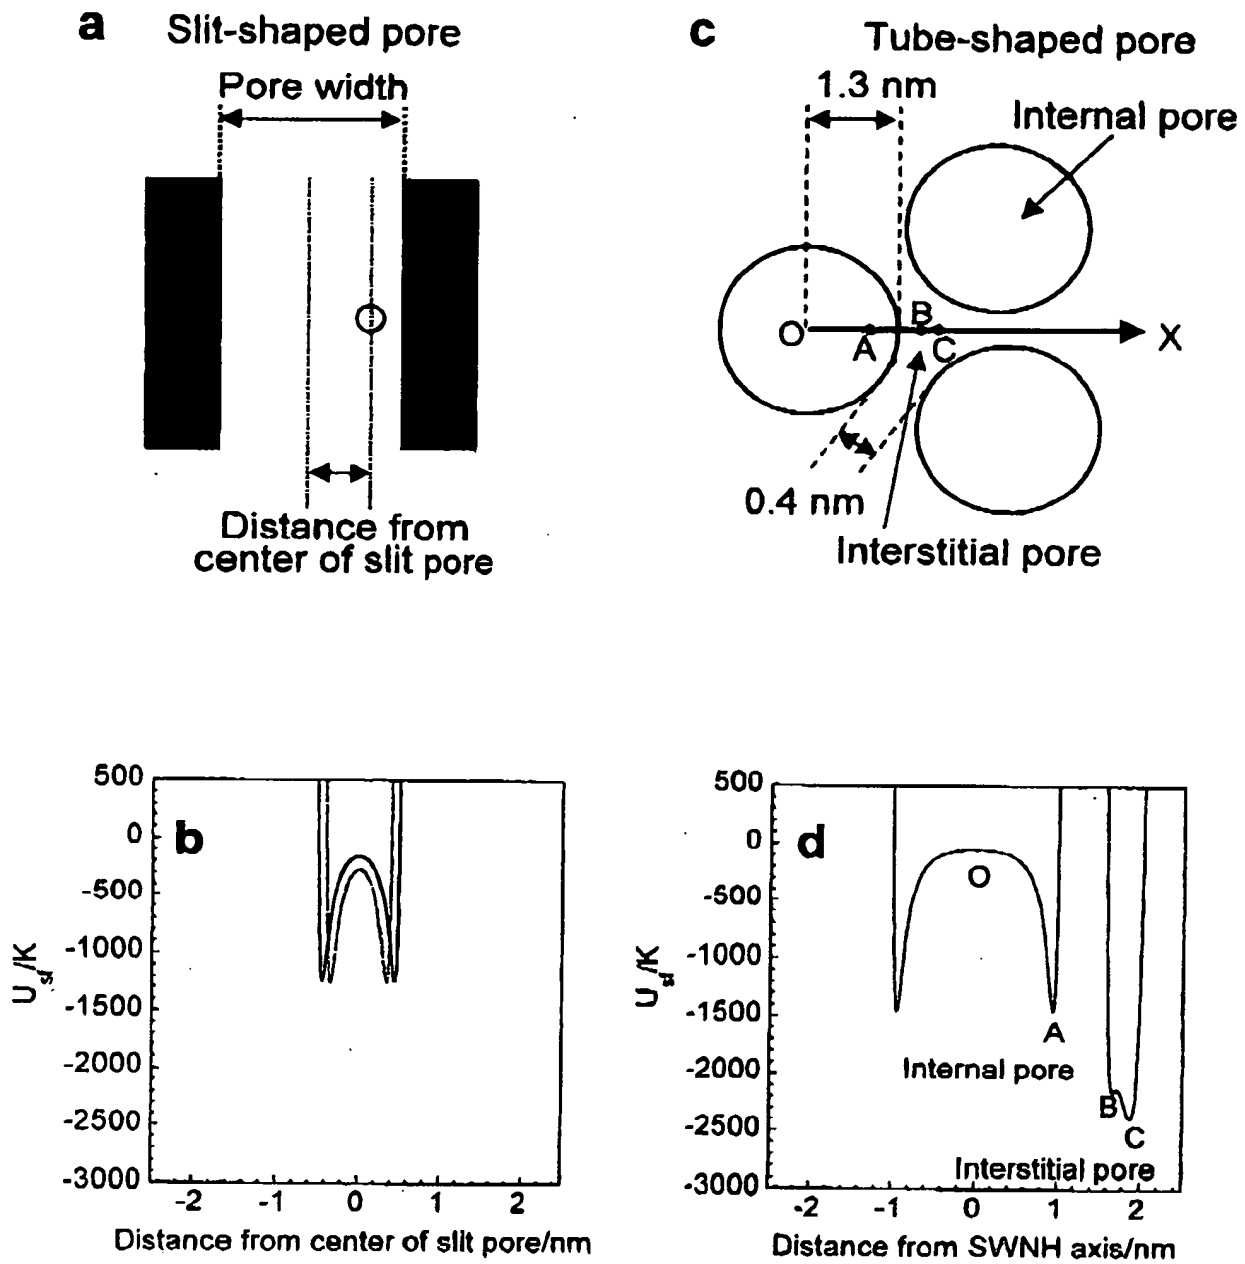 a
Slit-shaped pore
Pore width
Distance from
center of slit pore
c
Tube-shaped pore
1.3 nm
Internal pore
O
A
B
C
X
0.4 nm
Interstitial pore
b
500
0
-500
-1000
-1500
-2000
-2500
-3000
Usf/K
-2 -1 0 1 2
Distance from center of slit pore/nm
d
500
0
-500
-1000
-1500
-2000
-2500
-3000
Usf/K
O
A
Internal pore
B
C
Interstitial pore
-2 -1 0 1 2
Distance from SWNH axis/nm